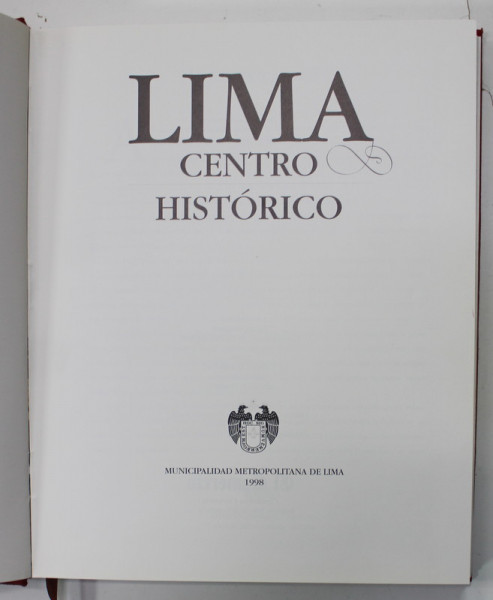 LIMA
CENTRO
HISTÓRICO
MUNICIPALIDAD METROPOLITANA DE LIMA
1998